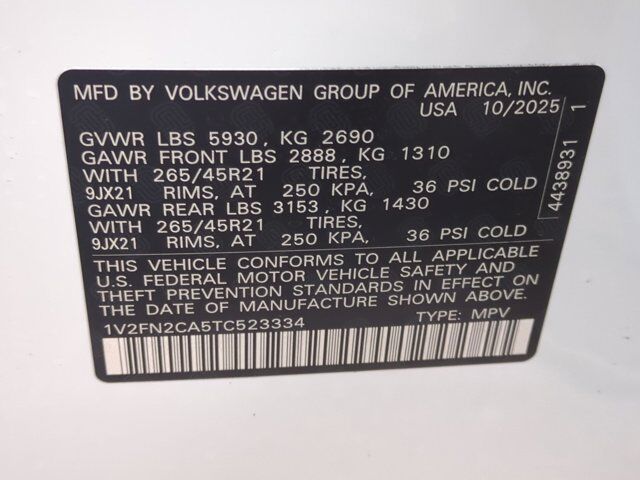 MFD BY VOLKSWAGEN GROUP OF AMERICA, INC.
USA 10/2025
GVWR LBS 5930, KG 2690
GAWR FRONT LBS 2888, KG 1310
WITH 265/45R21 TIRES,
9JX21 RIMS, AT 250 KPA, 36 PSI COLD
GAWR REAR LBS 3153, KG 1430
WITH 265/45R21 TIRES,
9JX21 RIMS, AT 250 KPA, 36 PSI COLD
4438931 1
THIS VEHICLE CONFORMS TO ALL APPLICABLE
U.S. FEDERAL MOTOR VEHICLE SAFETY AND
THEFT PREVENTION STANDARDS IN EFFECT ON
THE DATE OF MANUFACTURE SHOWN ABOVE.
1V2FN2CA5TC523334 TYPE: MPV